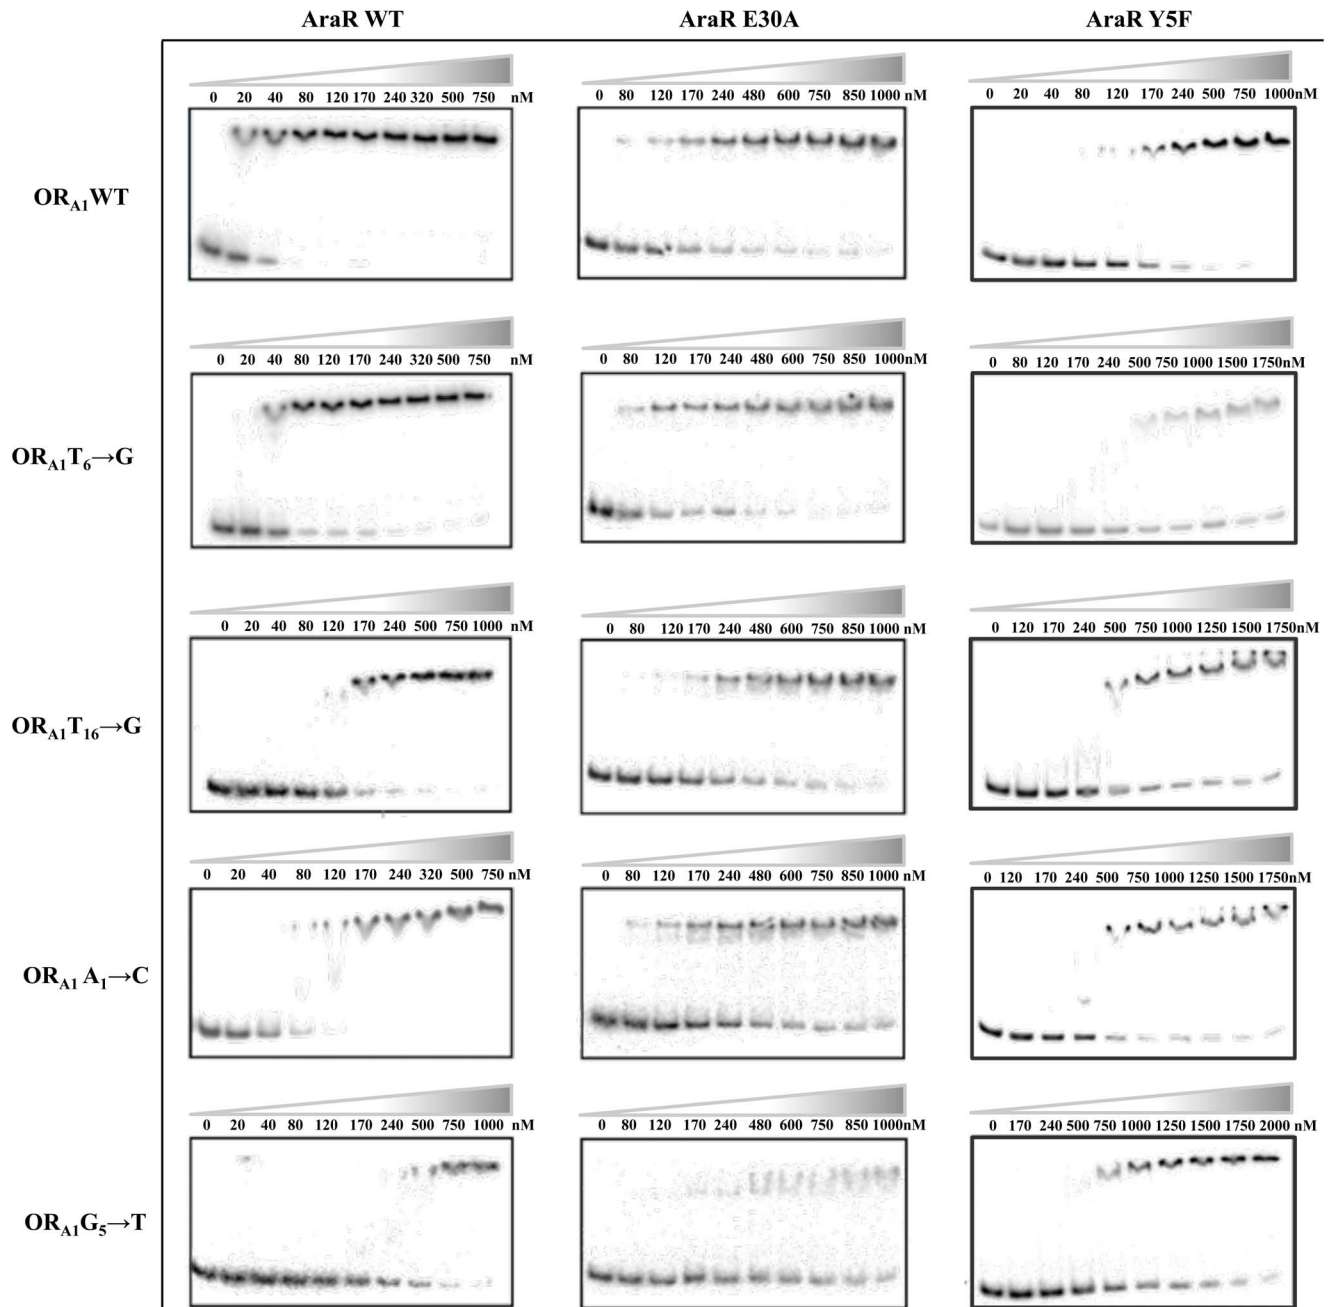 AraR WT AraR E30A AraR Y5F
0 20 40 80 120 170 240 320 500 750 nM 0 80 120 170 240 480 600 750 850 1000 nM 0 20 40 80 120 170 240 500 750 1000 nM
OR_A1WT
0 20 40 80 120 170 240 320 500 750 nM 0 80 120 170 240 480 600 750 850 1000nM 0 80 120 170 240 500 750 1000 1500 1750nM
OR_A1T_6→G
0 20 40 80 120 170 240 500 750 1000 nM 0 80 120 170 240 480 600 750 850 1000 nM 0 120 170 240 500 750 1000 1250 1500 1750nM
OR_A1T_16→G
0 20 40 80 120 170 240 320 500 750 nM 0 80 120 170 240 480 600 750 850 1000 nM 0 120 170 240 500 750 1000 1250 1500 1750nM
OR_A1 A_1→C
0 20 40 80 120 170 240 500 750 1000 nM 0 80 120 170 240 480 600 750 850 1000nM 0 170 240 500 750 1000 1250 1500 1750 2000 nM
OR_A1G_5→T